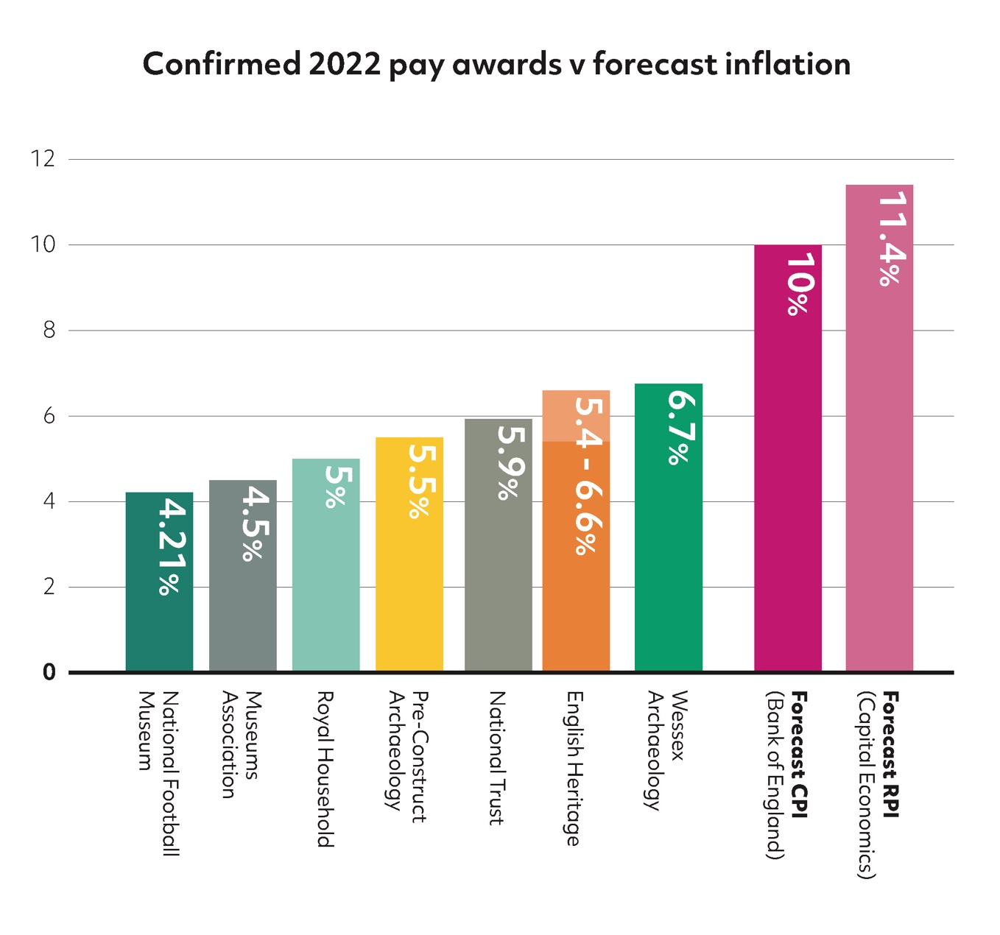 Confirmed 2022 pay awards v forecast inflation
12
10
8
6
4
2
0
4.21%
4.5%
5%
5.5%
5.9%
5.4 - 6.6%
6.7%
10%
11.4%
National Football
Museum
Museums
Association
Royal Household
Pre-Construct
Archaeology
National Trust
English Heritage
Wessex
Archaeology
Forecast CPI
(Bank of England)
Forecast RPI
(Capital Economics)